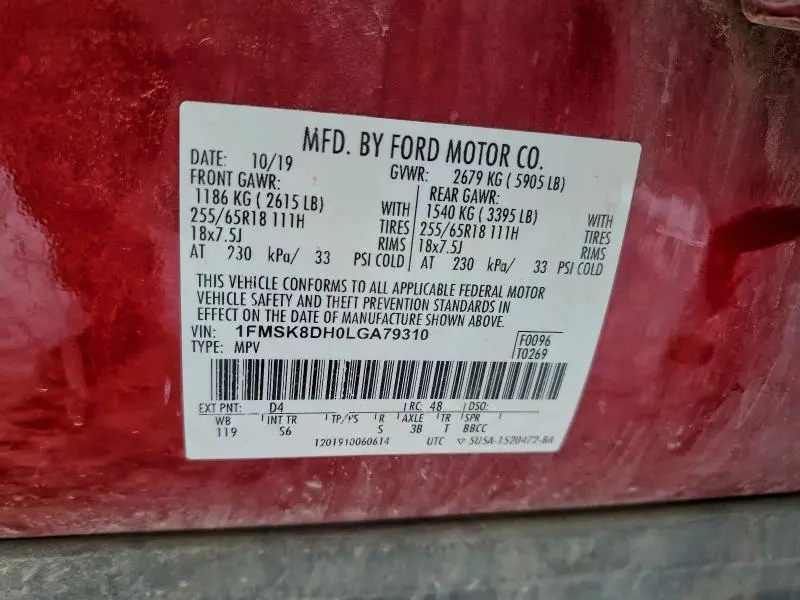 MFD. BY FORD MOTOR CO.
DATE: 10/19 GVWR: 2679 KG ( 5905 LB)
FRONT GAWR: REAR GAWR:
1186 KG ( 2615 LB) WITH 1540 KG ( 3395 LB) WITH
255/65R18 111H TIRES 255/65R18 111H TIRES
18x7.5J RIMS 18x7.5J RIMS
AT 230 kPa/ 33 PSI COLD AT 230 kPa/ 33 PSI COLD
THIS VEHICLE CONFORMS TO ALL APPLICABLE FEDERAL MOTOR
VEHICLE SAFETY AND THEFT PREVENTION STANDARDS IN
EFFECT ON THE DATE OF MANUFACTURE SHOWN ABOVE.
VIN: 1FMSK8DH0LGA79310
F0096
TYPE: MPV T0269
EXT PNT: D4 RC: 48 DSO:
WB INT TR TP/PS R AXLE TR SPR
119 S6 S 3B T BBCC
1201910060614 UTC 5U5A-1520472-BA